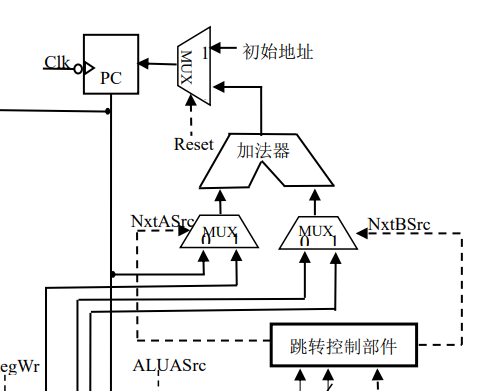 1
初始地址
Clk
PC
MUX
Reset
加法器
NxtASrc
MUX
0 1
MUX
0 1
NxtBSrc
跳转控制部件
egWr
ALUASrc